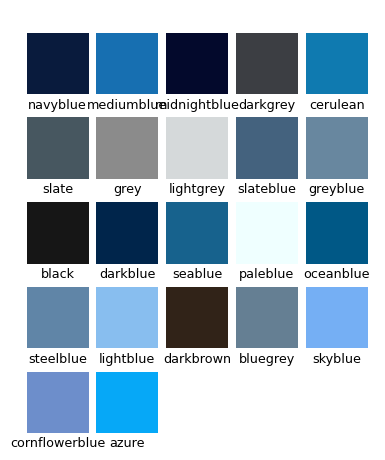 navyblue mediumblue midnightblue darkgrey cerulean
slate grey lightgrey slateblue greyblue
black darkblue seablue paleblue oceanblue
steelblue lightblue darkbrown bluegrey skyblue
cornflowerblue azure